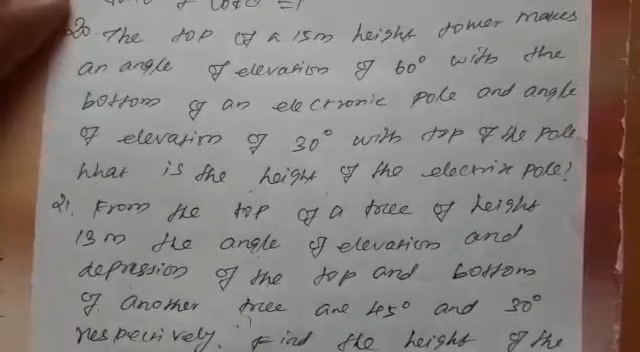 20. The top of a 15m height tower makes
an angle of elevation of 60° with the
bottom of an electronic pole and angle
of elevation of 30° with top of the pole.
what is the height of the electric pole?
21. From the top of a tree of height
13m the angle of elevation and
depression of the top and bottom
of another tree are 45° and 30°
respectively. Find the height of the